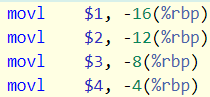 movl $1, -16(%rbp)
movl $2, -12(%rbp)
movl $3, -8(%rbp)
movl $4, -4(%rbp)